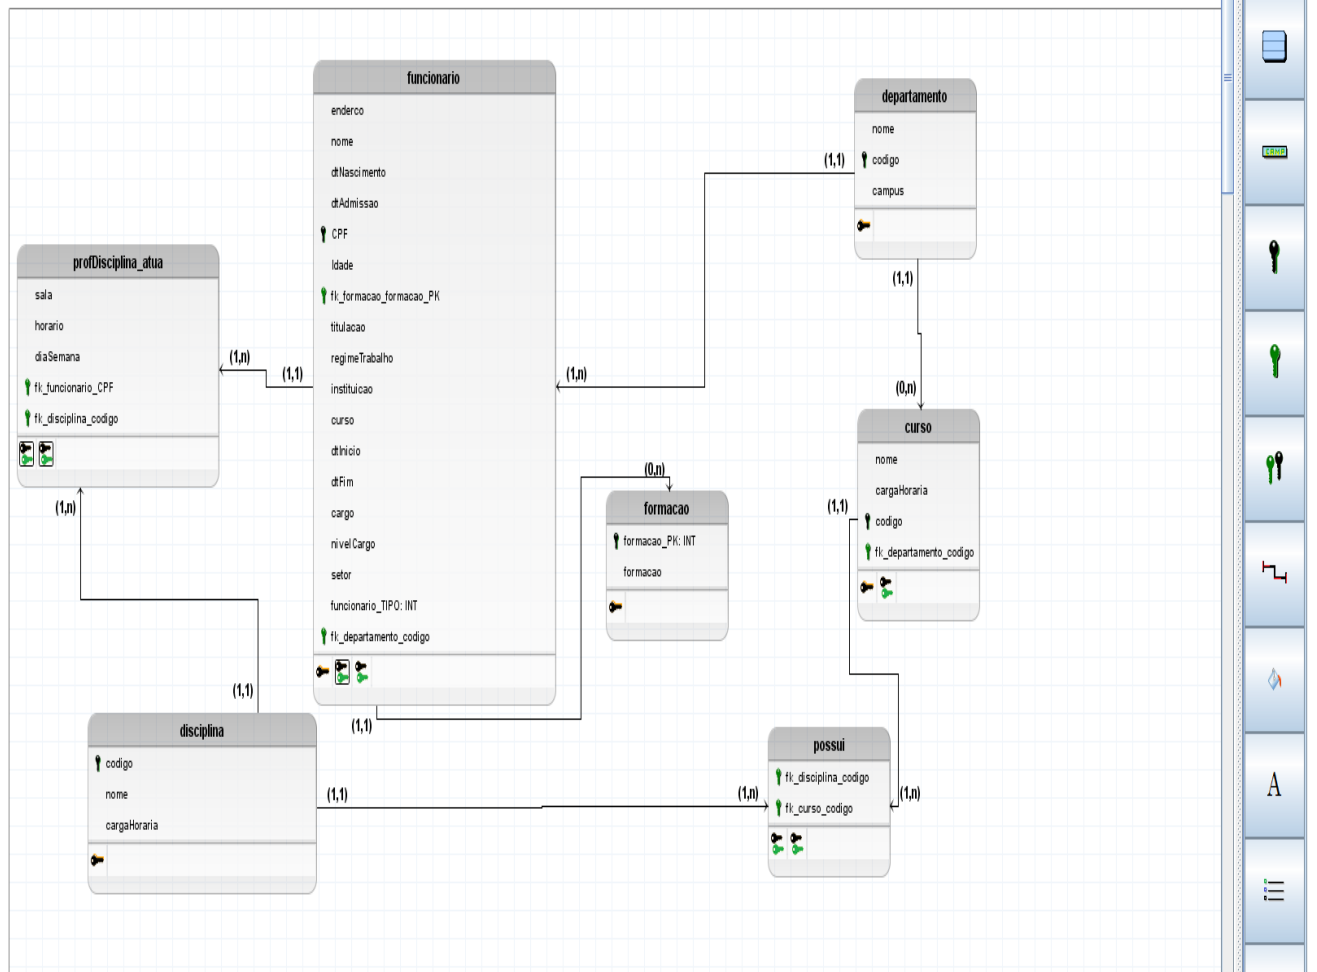 funcionario
enderco
nome
dtNascimento
dtAdmissao
CPF
Idade
fk_formacao_formacao_PK
titulacao
regimeTrabalho
instituicao
curso
dtInicio
dtFim
cargo
nivelCargo
setor
funcionario_TIPO: INT
fk_departamento_codigo
departamento
nome
codigo
campus
(1,1)
(1,1)
profDisciplina_atua
sala
horario
diaSemana
fk_funcionario_CPF
fk_disciplina_codigo
(1,n)
(1,1)
(1,n)
(0,n)
curso
nome
cargaHoraria
codigo
fk_departamento_codigo
(1,1)
(0,n)
formacao
formacao_PK: INT
formacao
(1,n)
(1,1)
(1,1)
disciplina
codigo
nome
cargaHoraria
(1,1)
(1,n)
possui
fk_disciplina_codigo
fk_curso_codigo
(1,n)
A